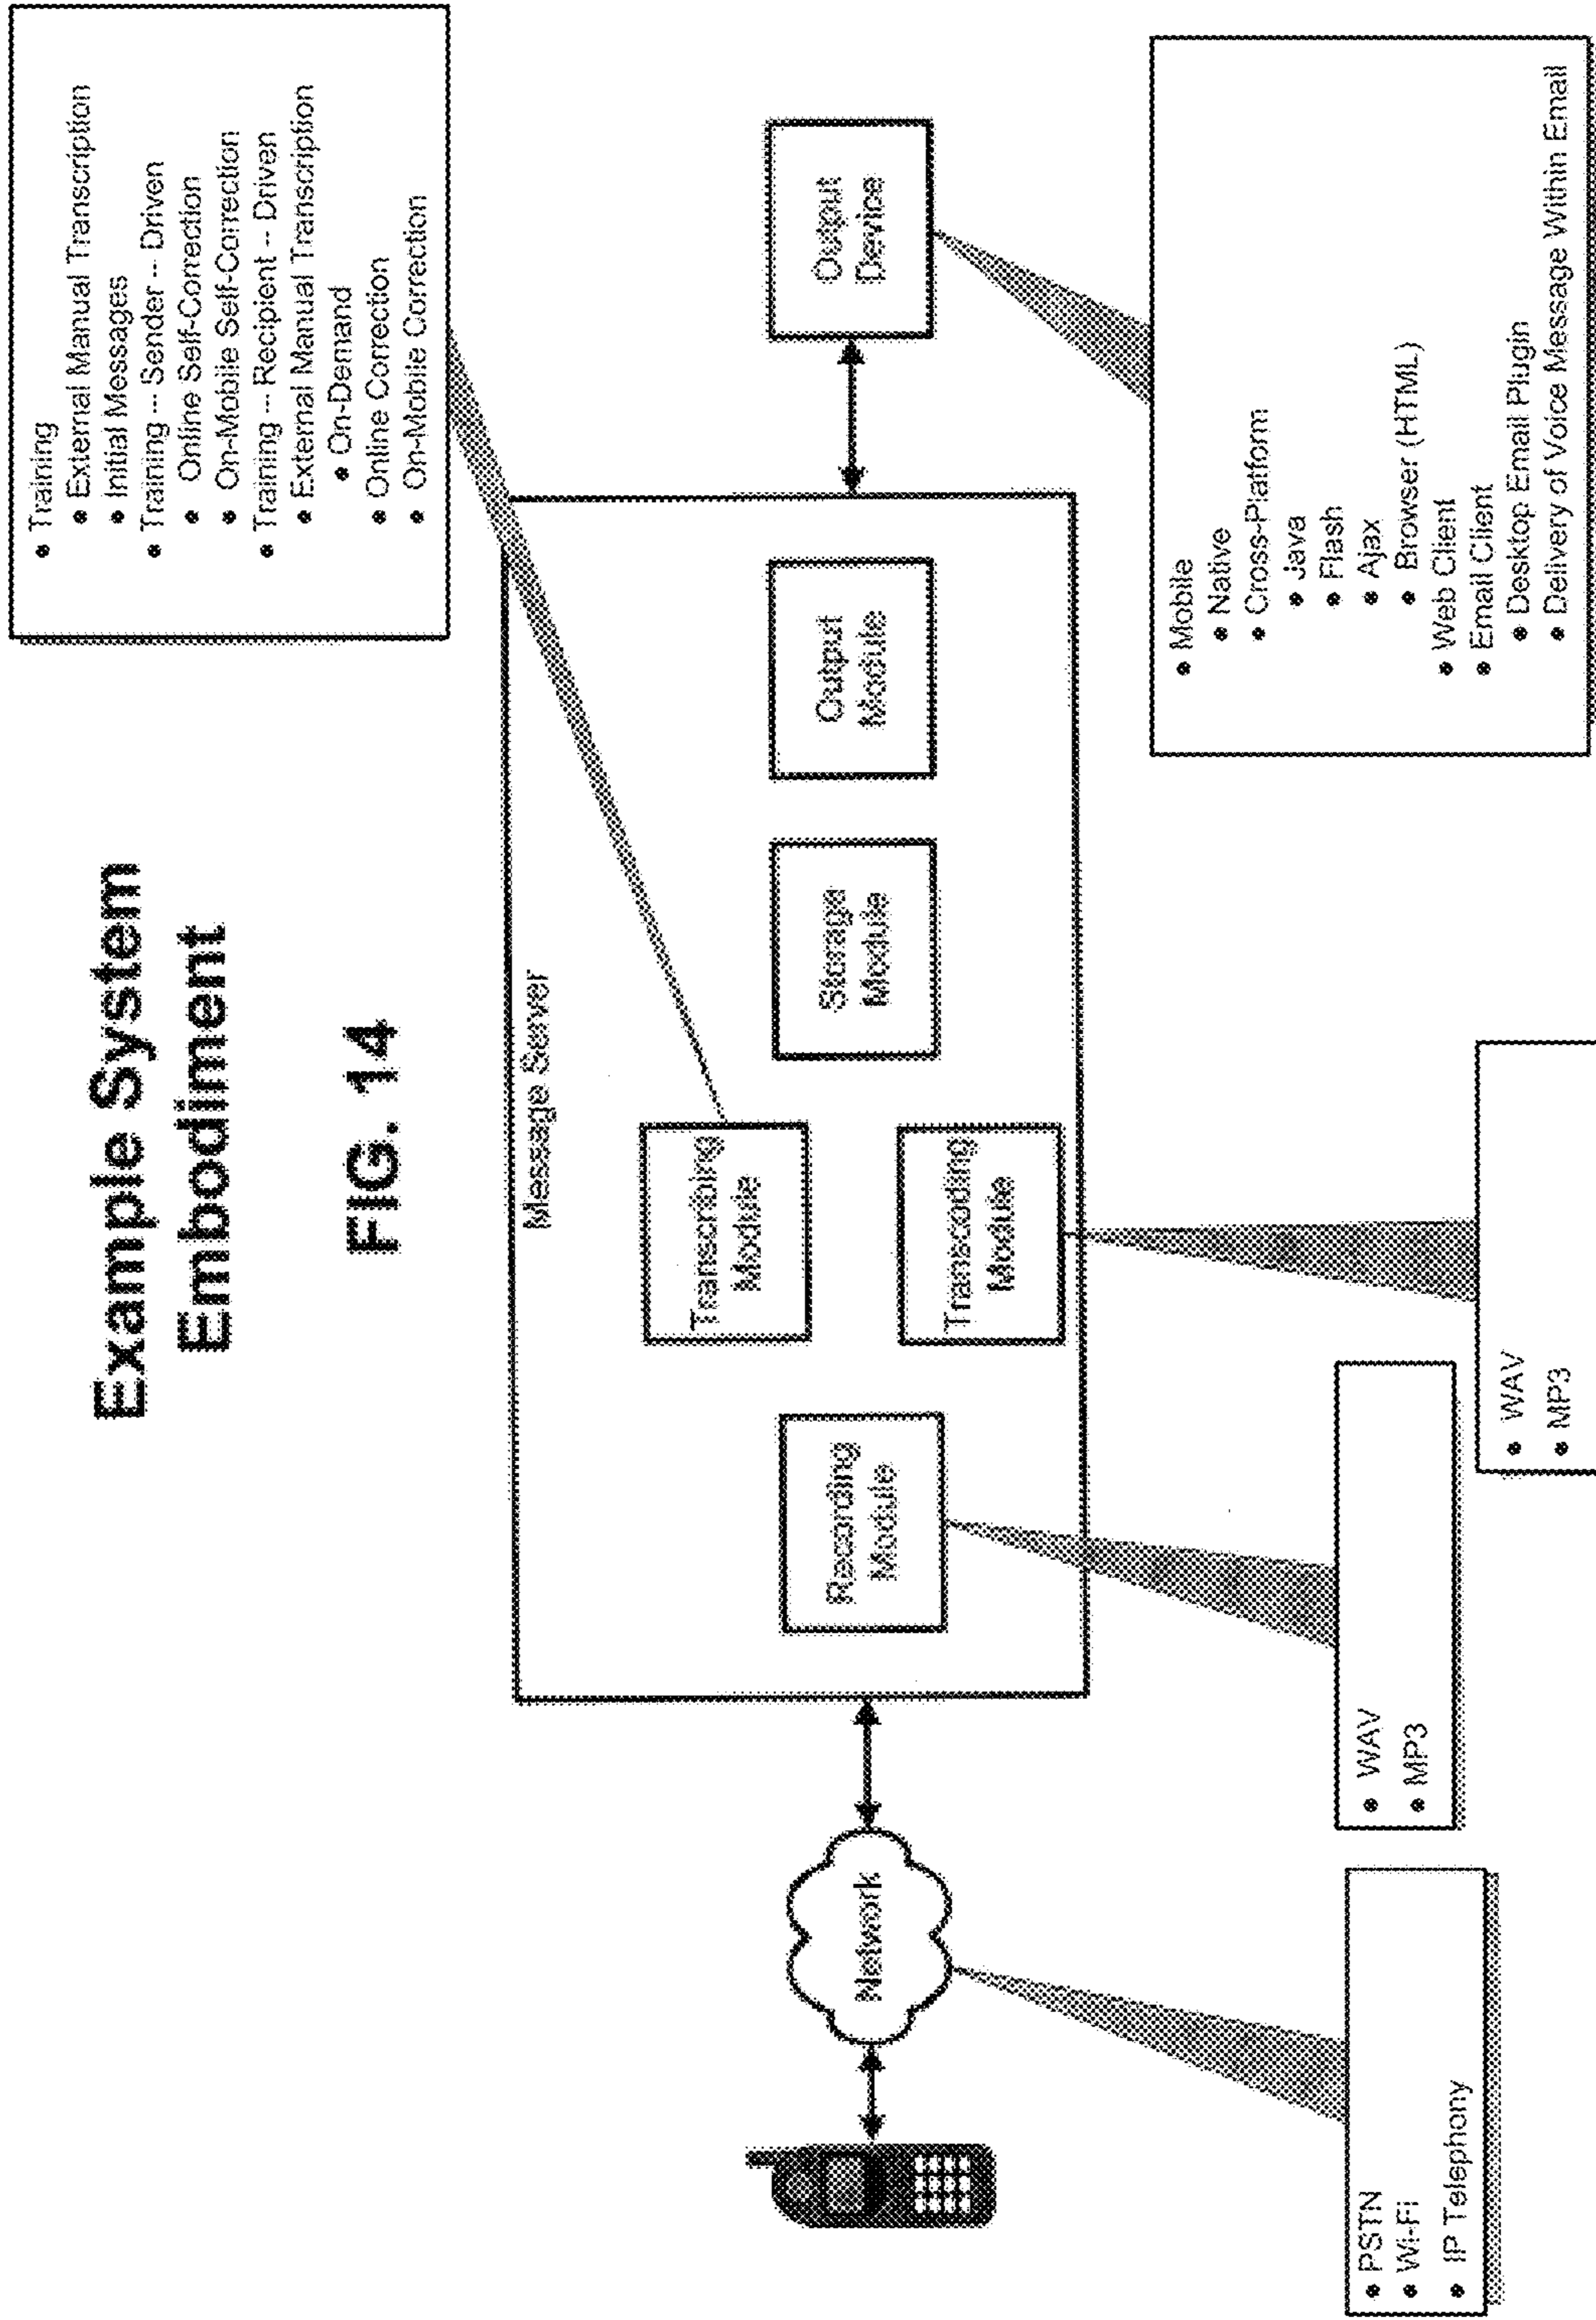 Example System
Embodiment
FIG. 14
• Training
• External Manual Transcription
• Initial Messages
• Training -- Sender -- Driven
• Online Self-Correction
• On-Mobile Self-Correction
• Training -- Recipient -- Driven
• External Manual Transcription
• On-Demand
• Online Correction
• On-Mobile Correction
Message Server
Network
Recording
Module
Transcribing
Module
Transcoding
Module
Storage
Module
Output
Module
Output
Device
• PSTN
• Wi-Fi
• IP Telephony
• WAV
• MP3
• WAV
• MP3
• Mobile
• Native
• Cross-Platform
• Java
• Flash
• Ajax
• Browser (HTML)
• Web Client
• Email Client
• Desktop Email Plugin
• Delivery of Voice Message Within Email